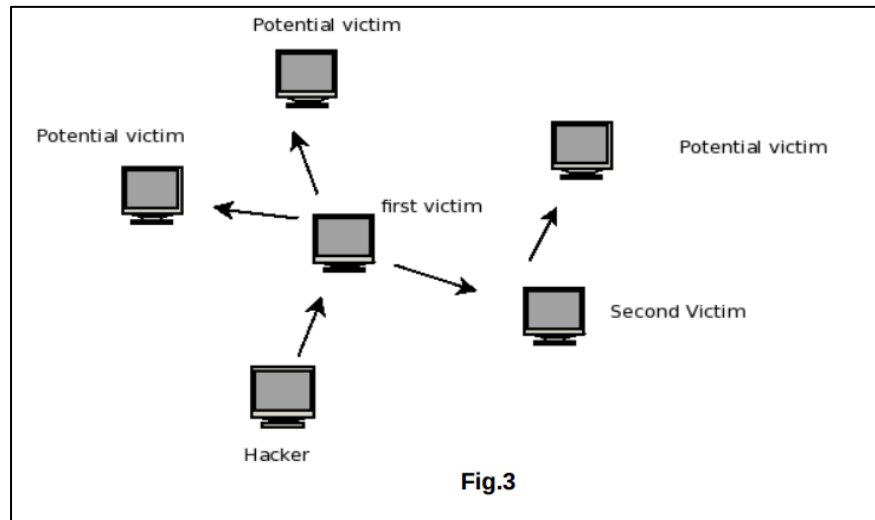 Potential victim
Potential victim
Potential victim
first victim
Second Victim
Hacker
Fig.3